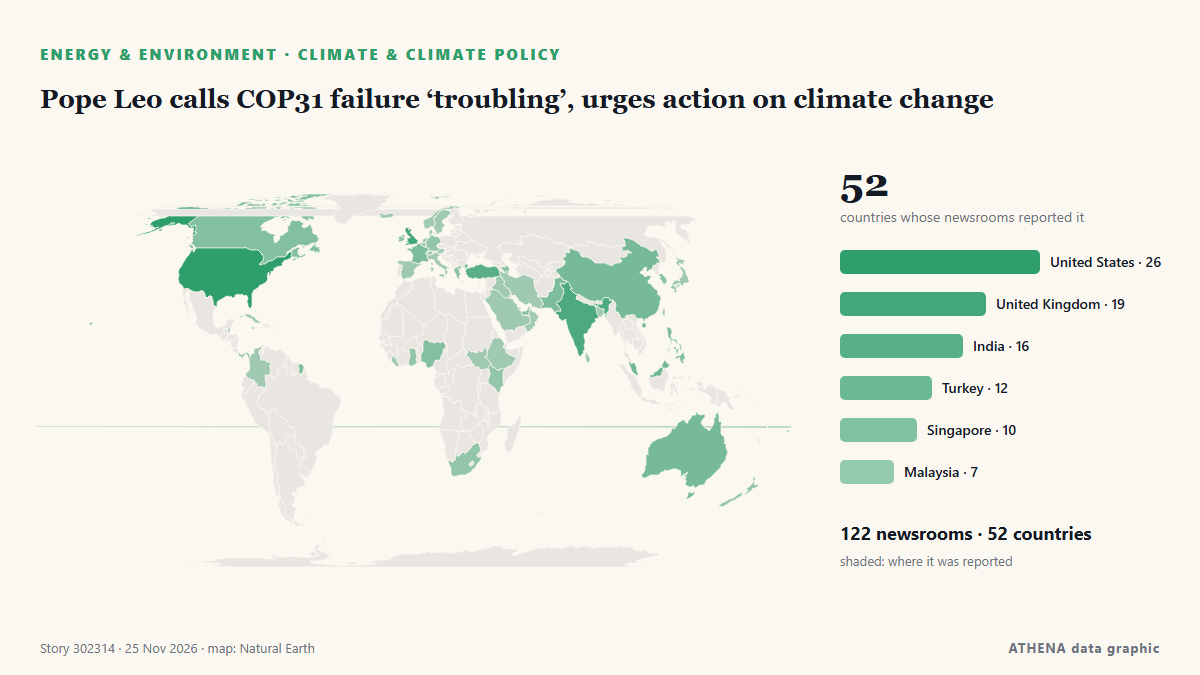 ENERGY & ENVIRONMENT · CLIMATE & CLIMATE POLICY
Pope Leo calls COP31 failure ‘troubling’, urges action on climate change
52
countries whose newsrooms reported it
United States · 26
United Kingdom · 19
India · 16
Turkey · 12
Singapore · 10
Malaysia · 7
122 newsrooms · 52 countries
shaded: where it was reported
Story 302314 · 25 Nov 2026 · map: Natural Earth
ATHENA data graphic